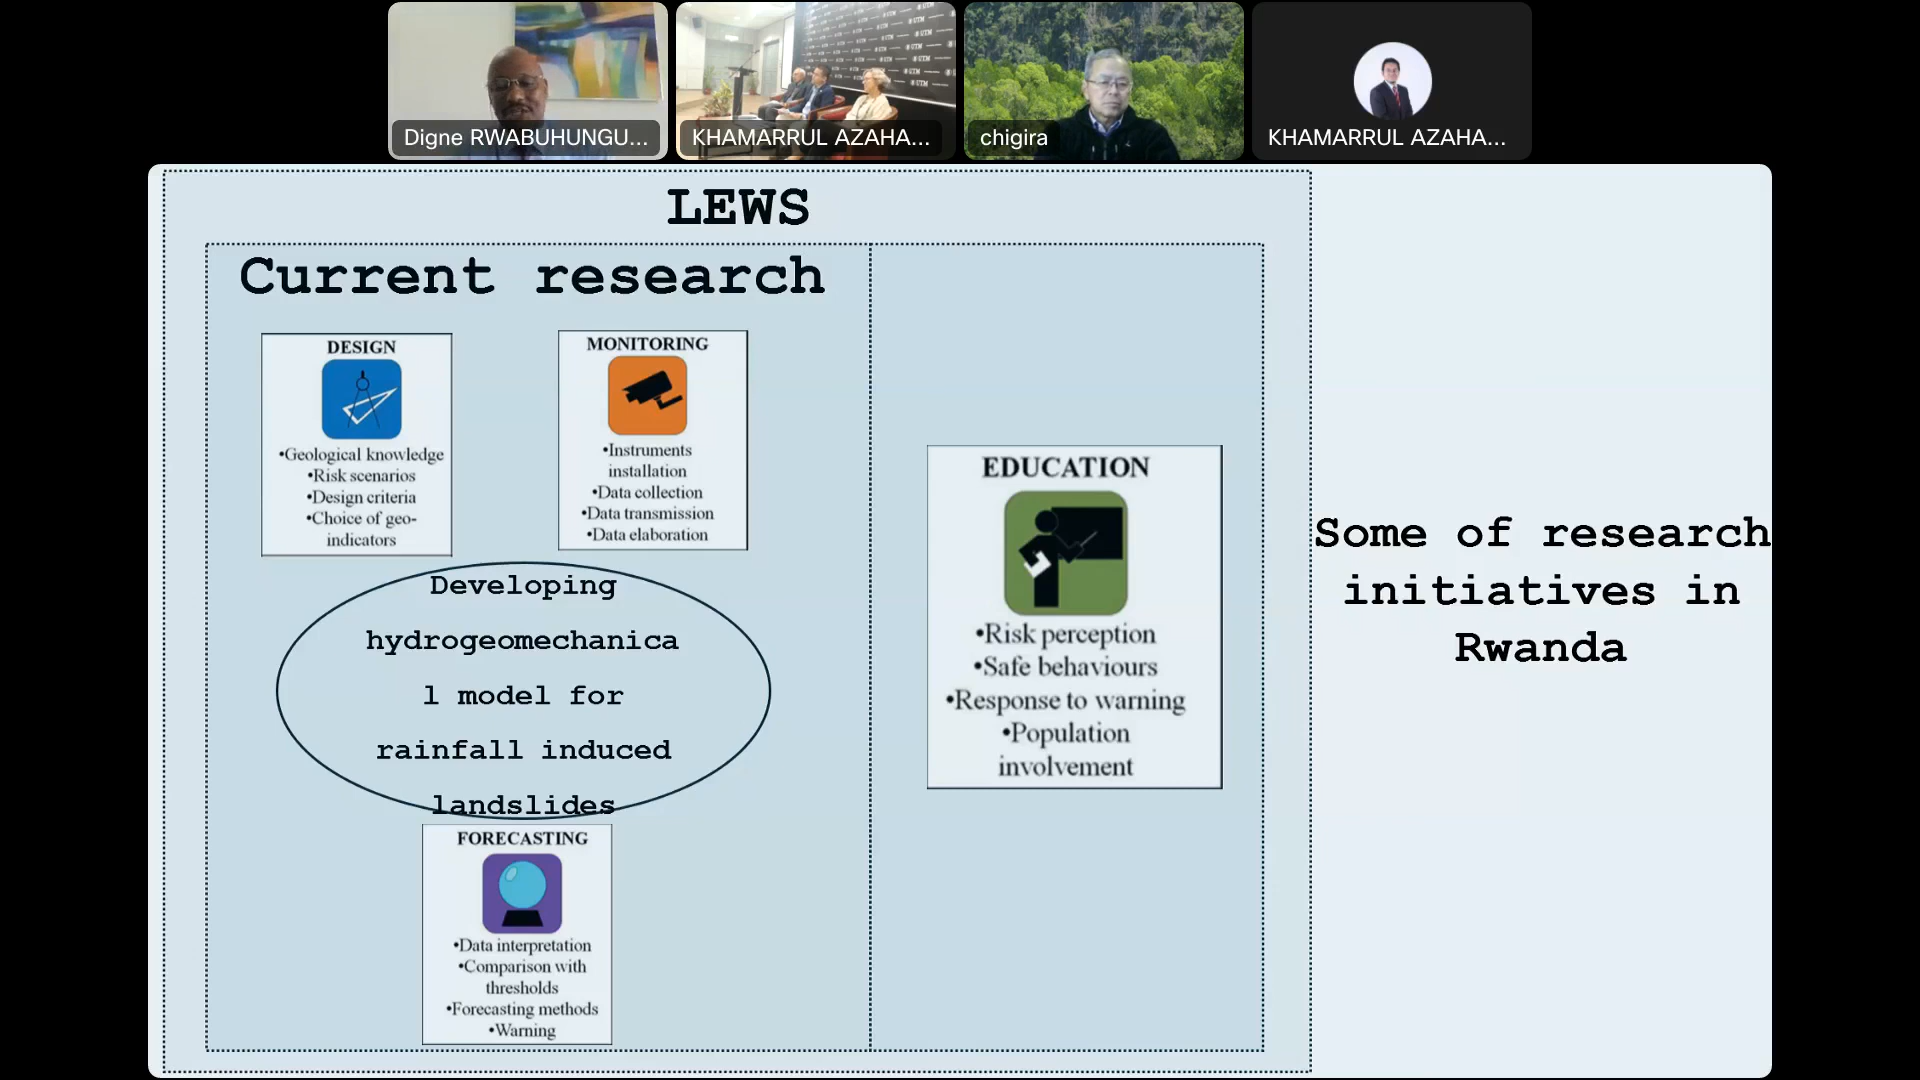 Digne RWABUHUNGU...
KHAMARRUL AZAHA...
chigira
KHAMARRUL AZAHA...
UTM
LEWS
Current research
DESIGN
•Geological knowledge
•Risk scenarios
•Design criteria
•Choice of geo-
indicators
MONITORING
•Instruments
installation
•Data collection
•Data transmission
•Data elaboration
Developing
hydrogeomechanica
l model for
rainfall induced
landslides
FORECASTING
•Data interpretation
•Comparison with
thresholds
•Forecasting methods
•Warning
EDUCATION
•Risk perception
•Safe behaviours
•Response to warning
•Population
involvement
Some of research
initiatives in
Rwanda